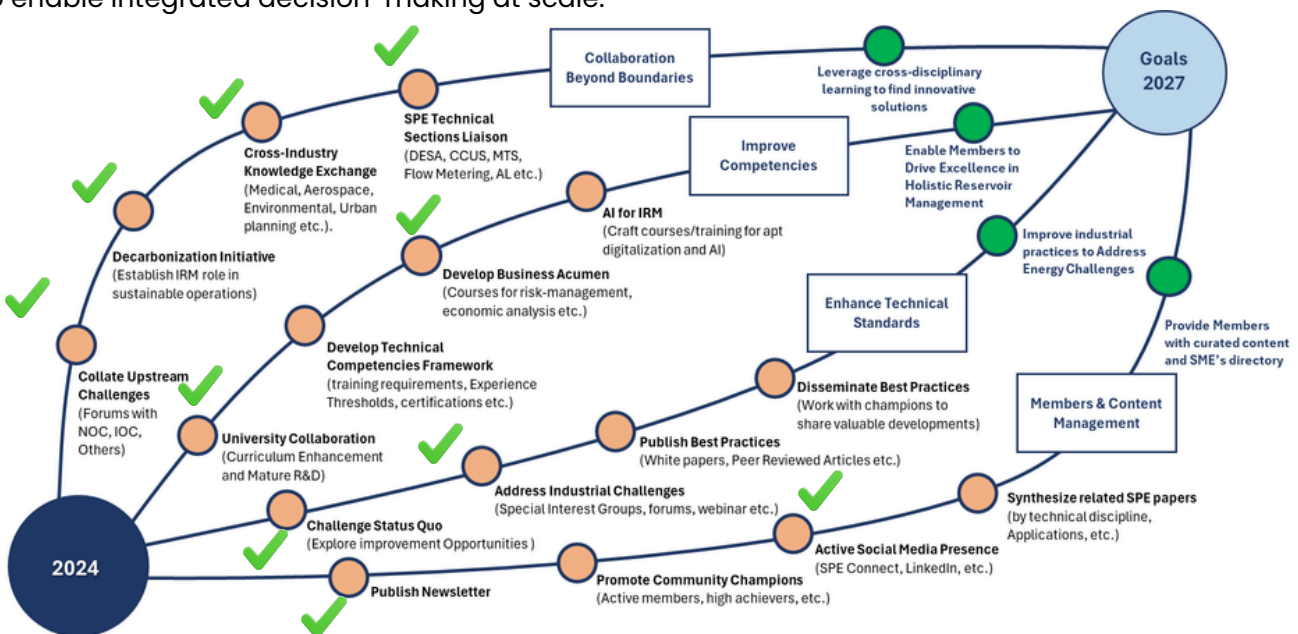 enable integrated decision-making at scale.
Collaboration
Beyond Boundaries
Goals
2027
Leverage cross-disciplinary
learning to find innovative
solutions
SPE Technical
Sections Liaison
(DESA, CCUS, MTS,
Flow Metering, AL etc.)
Cross-Industry
Knowledge Exchange
(Medical, Aerospace,
Environmental, Urban
planning etc.).
Improve
Competencies
Enable Members to
Drive Excellence in
Holistic Reservoir
Management
AI for IRM
(Craft courses/training for apt
digitalization and AI)
Improve industrial
practices to Address
Energy Challenges
Decarbonization Initiative
(Establish IRM role in
sustainable operations)
Develop Business Acumen
(Courses for risk-management,
economic analysis etc.)
Enhance Technical
Standards
Provide Members
with curated content
and SME's directory
Develop Technical
Competencies Framework
(training requirements, Experience
Thresholds, certifications etc.)
Collate Upstream
Challenges
(Forums with
NOC, IOC,
Others)
Disseminate Best Practices
(Work with champions to
share valuable developments)
Members & Content
Management
University Collaboration
(Curriculum Enhancement
and Mature R&D)
Publish Best Practices
(White papers, Peer Reviewed Articles etc.)
Address Industrial Challenges
(Special Interest Groups, forums, webinar etc.)
Synthesize related SPE papers
(by technical discipline,
Applications, etc.)
Challenge Status Quo
(Explore improvement Opportunities )
Active Social Media Presence
(SPE Connect, LinkedIn, etc.)
2024
Publish Newsletter
Promote Community Champions
(Active members, high achievers, etc.)